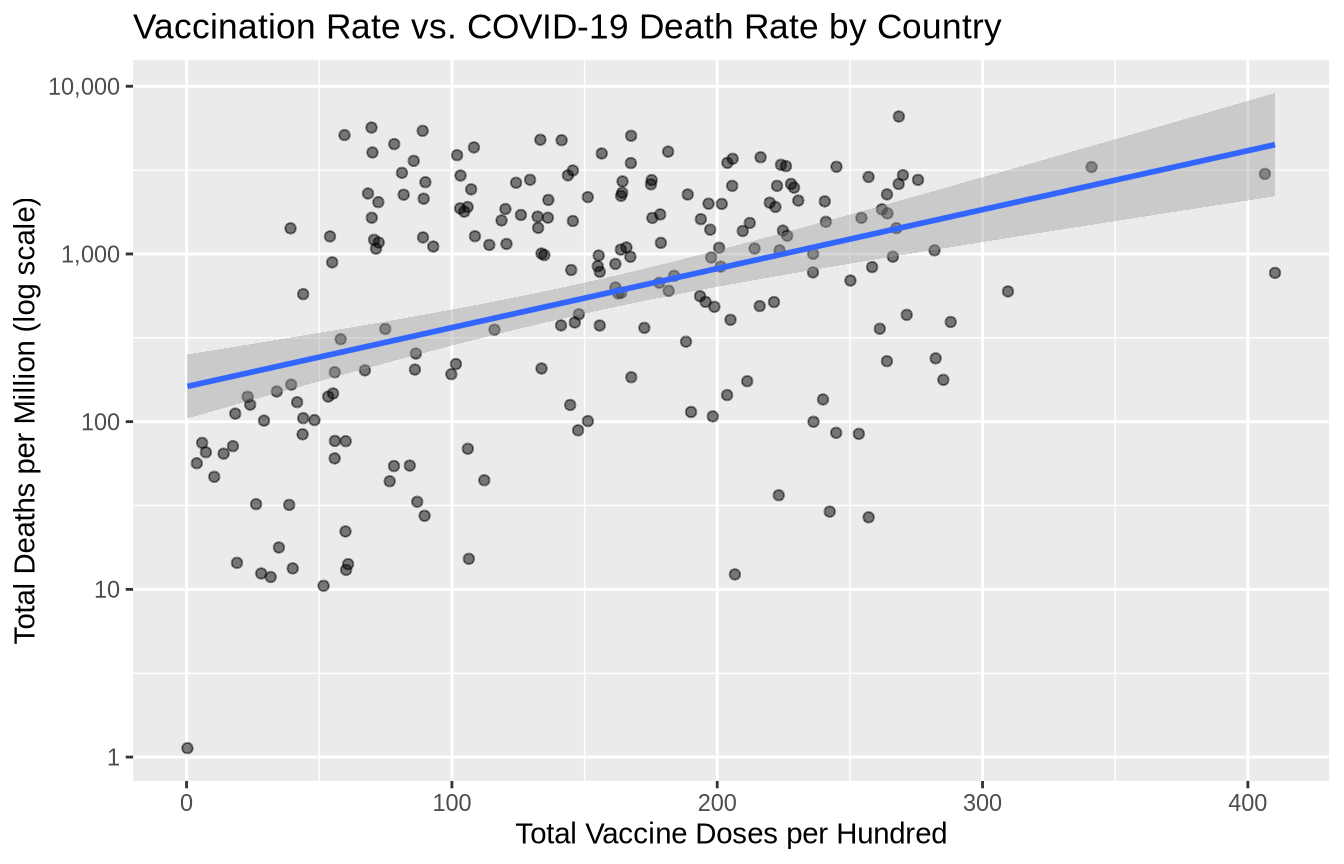 Vaccination Rate vs. COVID-19 Death Rate by Country
Total Deaths per Million (log scale)
10,000
1,000
100
10
1
0 100 200 300 400
Total Vaccine Doses per Hundred